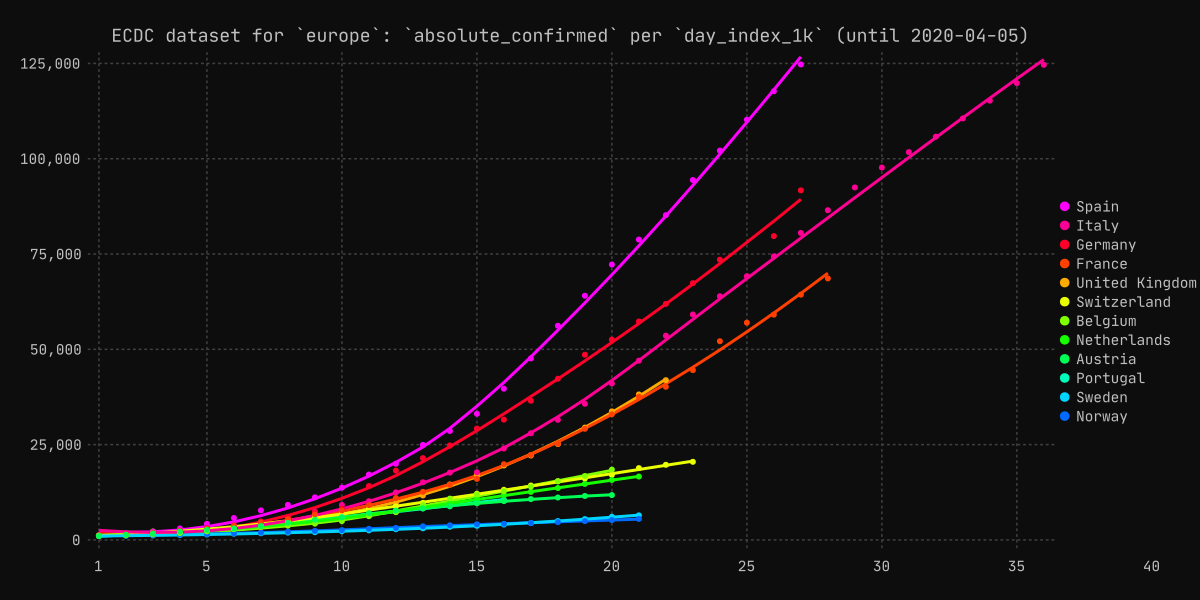 ECDC dataset for `europe`: `absolute_confirmed` per `day_index_1k` (until 2020-04-05)
125,000
100,000
75,000
50,000
25,000
0
1 5 10 15 20 25 30 35 40
Spain
Italy
Germany
France
United Kingdom
Switzerland
Belgium
Netherlands
Austria
Portugal
Sweden
Norway